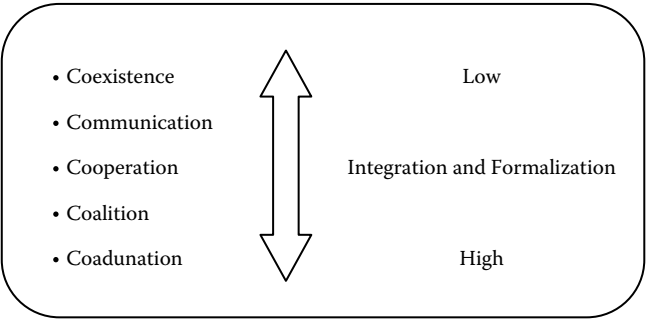 • Coexistence Low
• Communication
• Cooperation Integration and Formalization
• Coalition
• Coadunation High